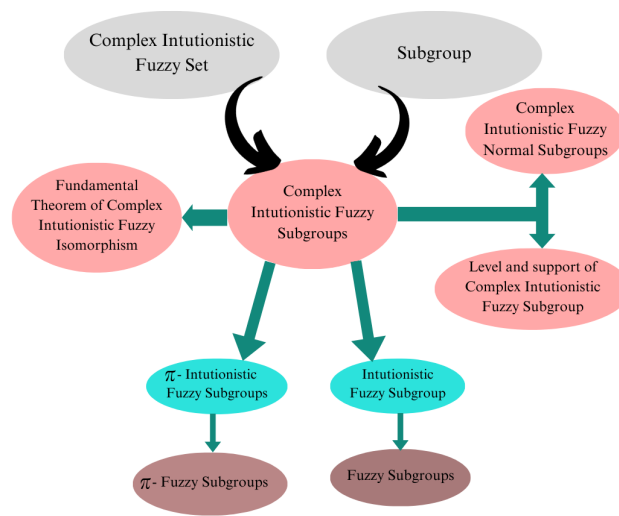 Complex Intutionistic
Fuzzy Set
Subgroup
Complex
Intutionistic Fuzzy
Normal Subgroups
Fundamental
Theorem of Complex
Intutionistic Fuzzy
Isomorphism
Complex
Intutionistic Fuzzy
Subgroups
Level and support of
Complex Intutionistic
Fuzzy Subgroup
π- Intutionistic
Fuzzy Subgroups
Intutionistic
Fuzzy Subgroup
π- Fuzzy Subgroups
Fuzzy Subgroups